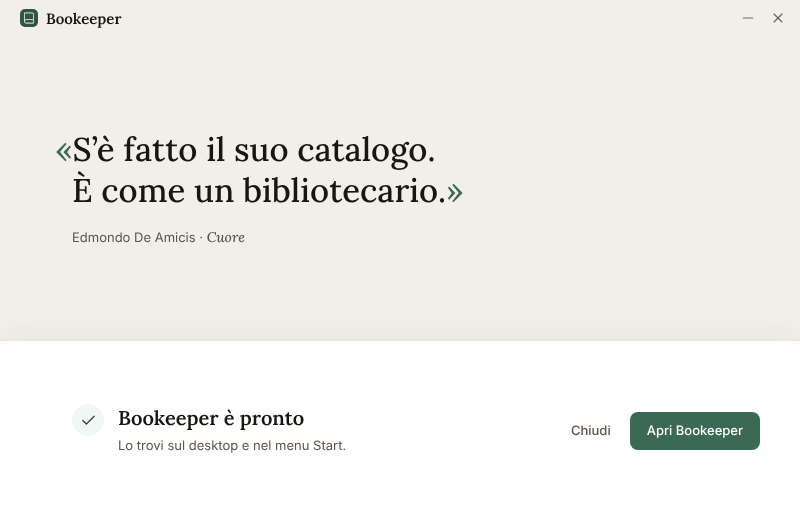 Bookeeper
«S’è fatto il suo catalogo.
È come un bibliotecario.»
Edmondo De Amicis · Cuore
Bookeeper è pronto
Lo trovi sul desktop e nel menu Start.
Chiudi
Apri Bookeeper